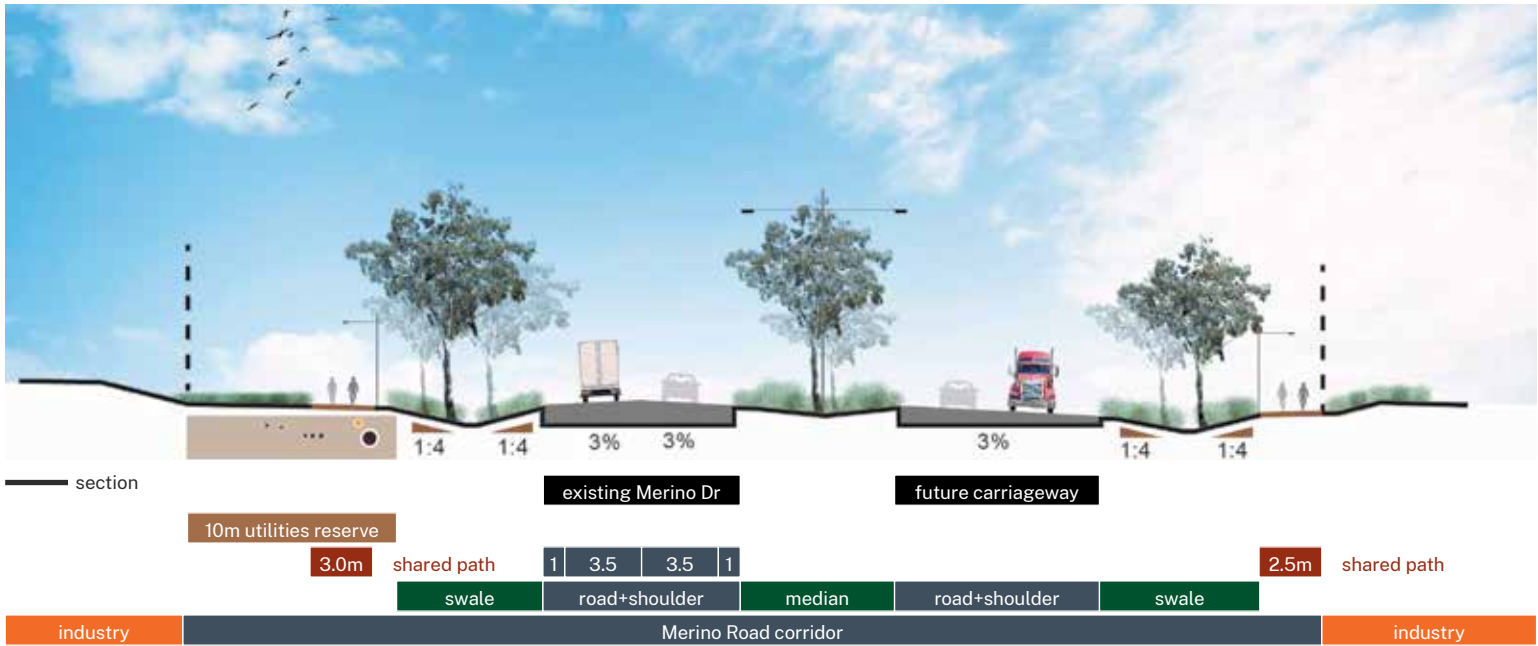 1:4
1:4
3%
3%
3%
1:4
1:4
section
existing Merino Dr
future carriageway
10m utilities reserve
3.0m
shared path
1
3.5
3.5
1
2.5m
shared path
swale
road+shoulder
median
road+shoulder
swale
industry
Merino Road corridor
industry